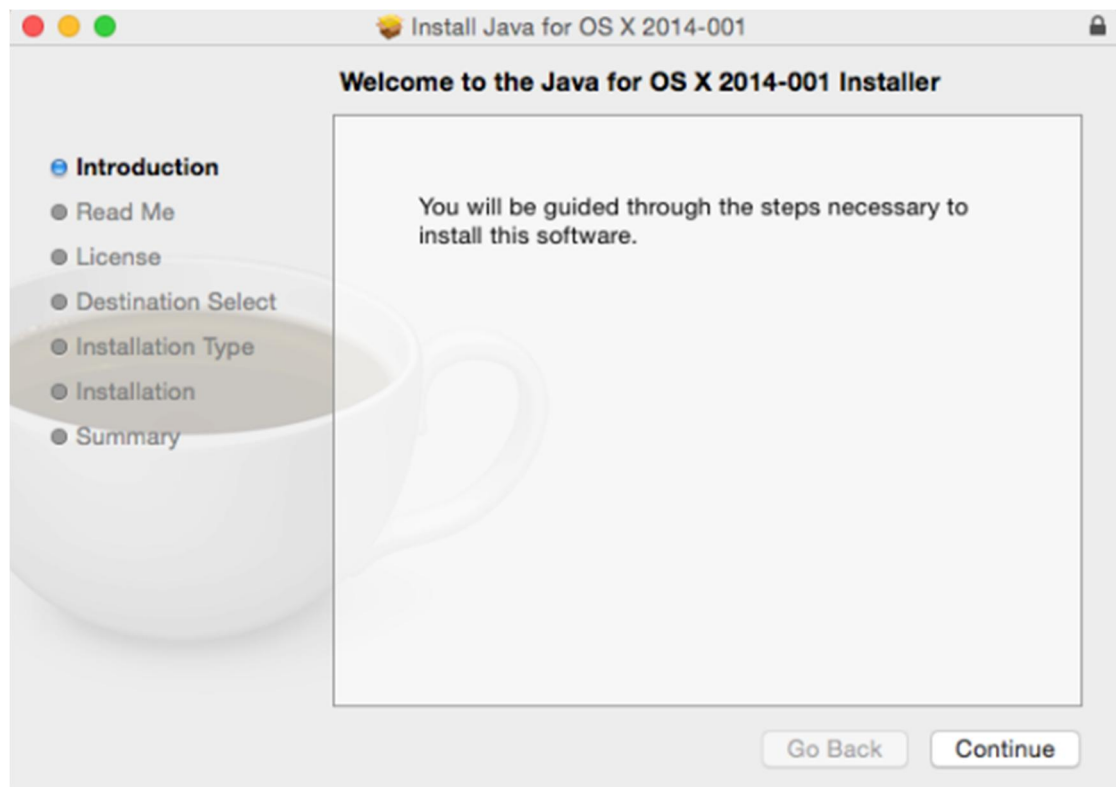 Install Java for OS X 2014-001
Welcome to the Java for OS X 2014-001 Installer
Introduction
Read Me
License
Destination Select
Installation Type
Installation
Summary
You will be guided through the steps necessary to
install this software.
Go Back
Continue